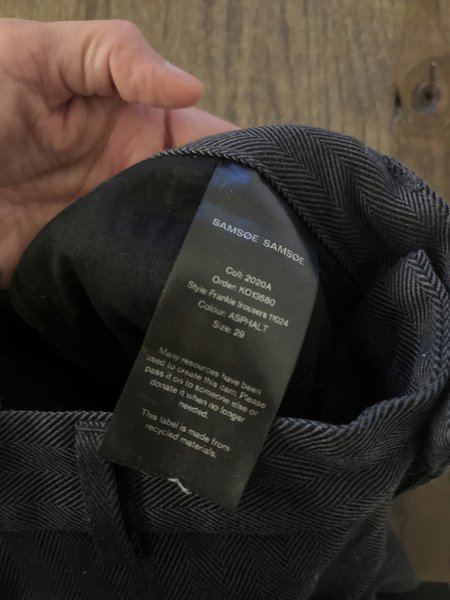 SAMSØE SAMSØE
Coll: 2020A
Order: KO13580
Style: Frankie trousers 11024
Colour: ASPHALT
Size: 29
Many resources have been
used to create this item. Please
pass it on to someone else or
donate it when no longer
needed.
This label is made from
recycled materials.